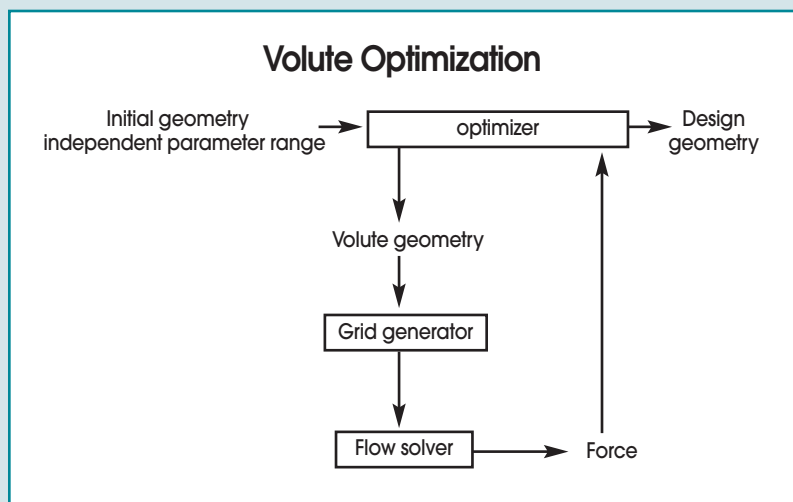 Volute Optimization
Initial geometry
independent parameter range
optimizer
Design
geometry
Volute geometry
Grid generator
Flow solver
Force